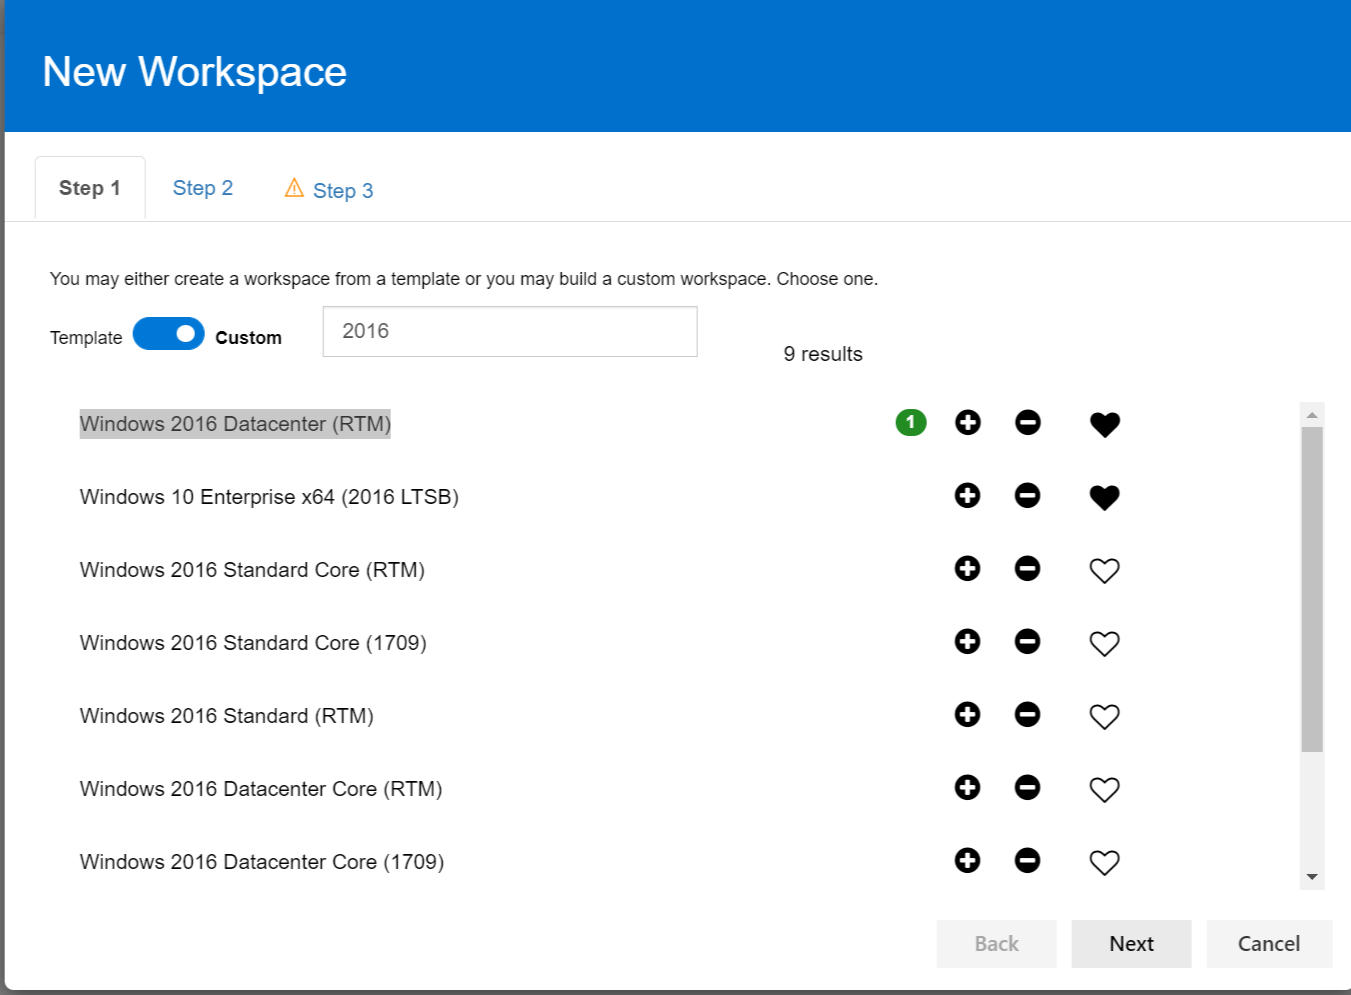 New Workspace
Step 1 Step 2 Step 3
You may either create a workspace from a template or you may build a custom workspace. Choose one.
Template Custom 2016
9 results
Windows 2016 Datacenter (RTM) 1
Windows 10 Enterprise x64 (2016 LTSB)
Windows 2016 Standard Core (RTM)
Windows 2016 Standard Core (1709)
Windows 2016 Standard (RTM)
Windows 2016 Datacenter Core (RTM)
Windows 2016 Datacenter Core (1709)
Back Next Cancel